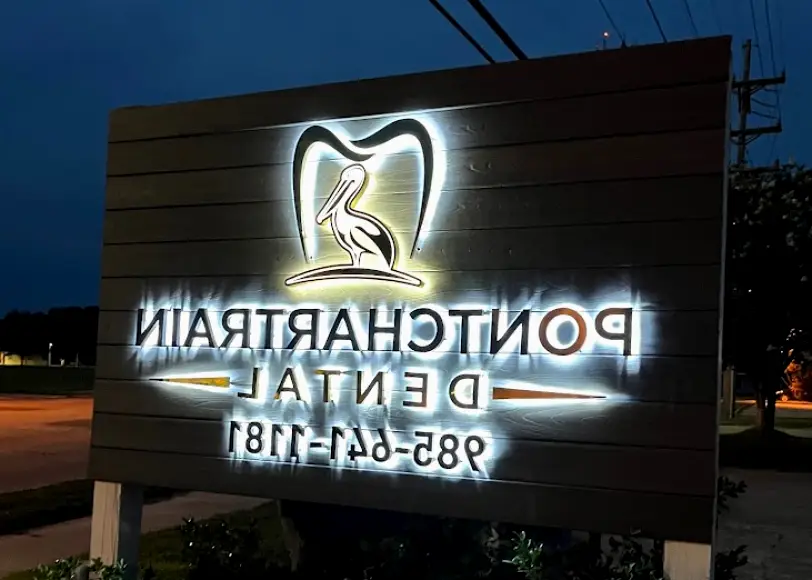 PONTCHARTRAIN
DENTAL
985-641-1181